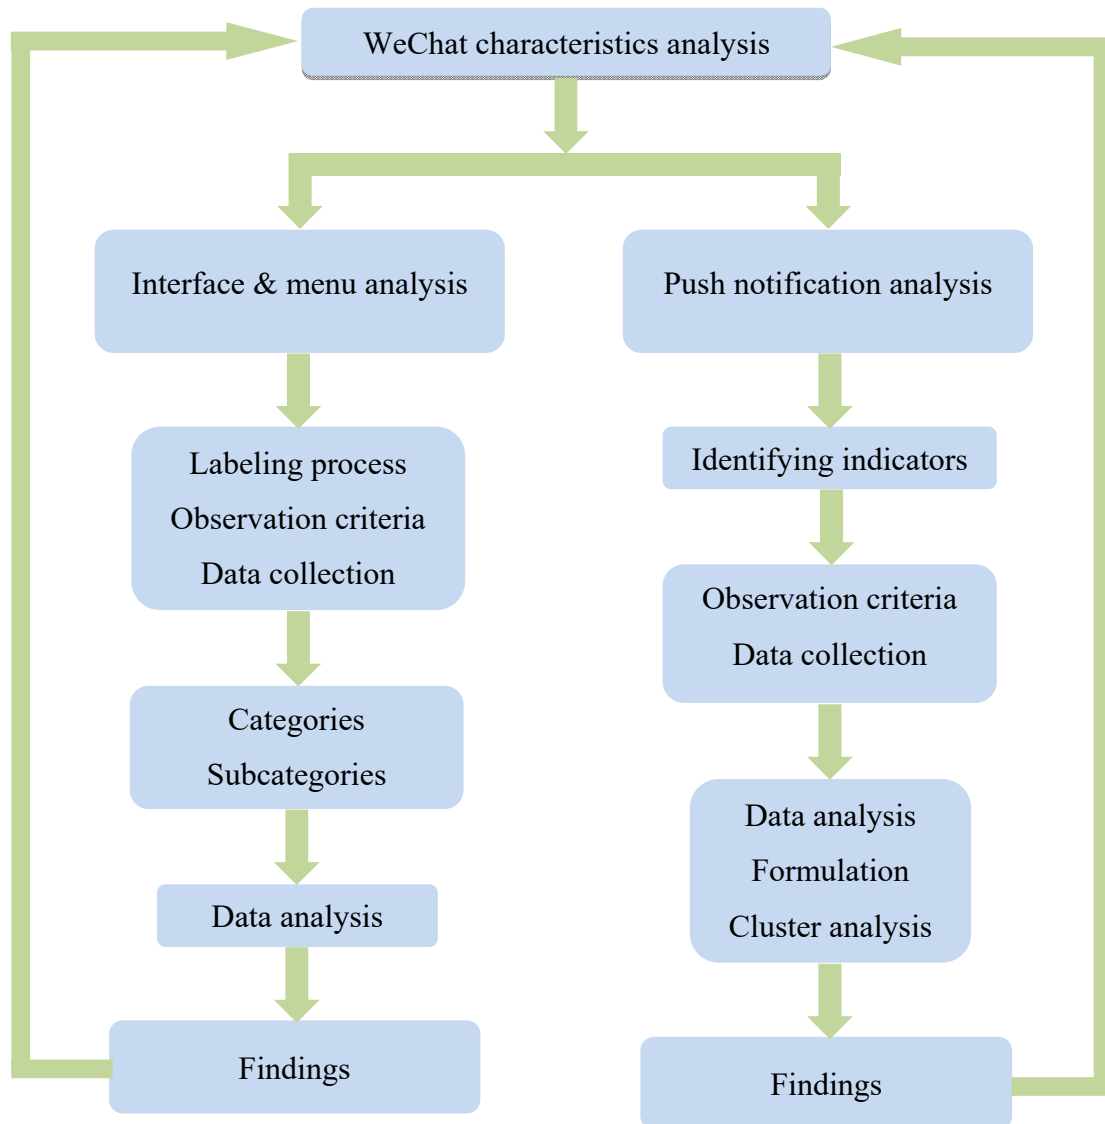 WeChat characteristics analysis
Interface & menu analysis
Labeling process
Observation criteria
Data collection
Categories
Subcategories
Data analysis
Findings
Push notification analysis
Identifying indicators
Observation criteria
Data collection
Data analysis
Formulation
Cluster analysis
Findings